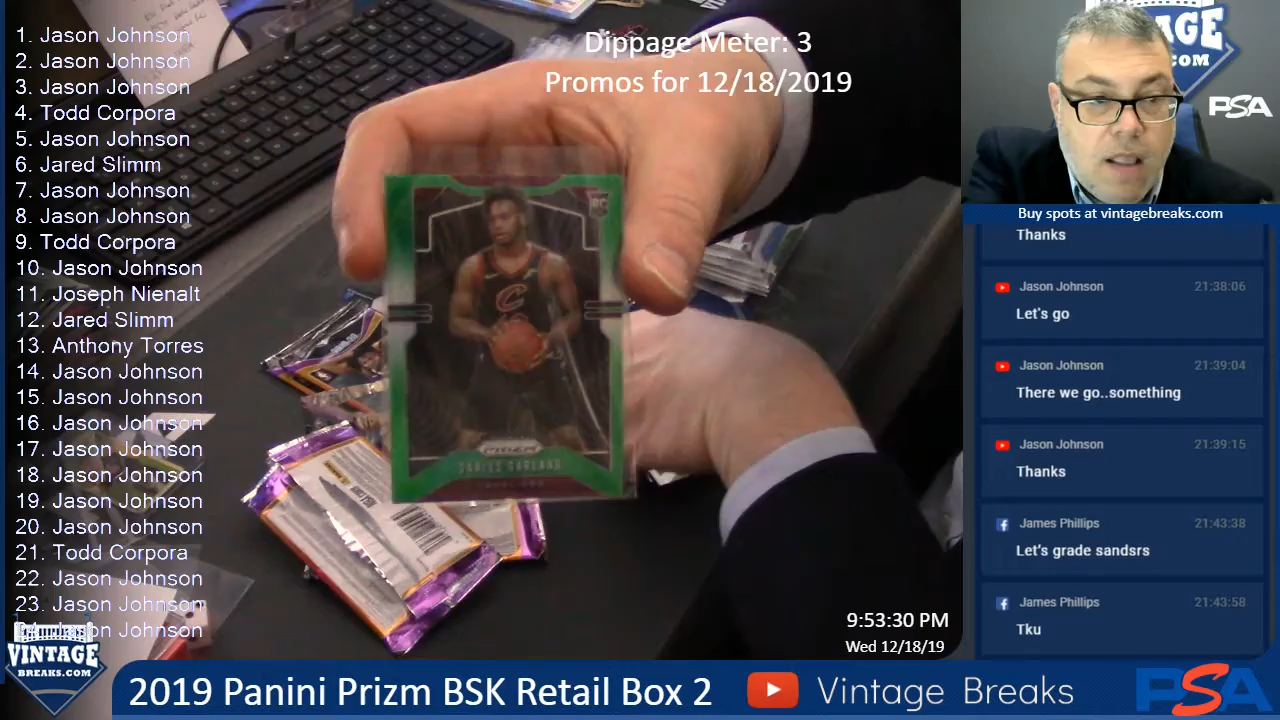 1. Jason Johnson
2. Jason Johnson
3. Jason Johnson
4. Todd Corpora
5. Jason Johnson
6. Jared Slimm
7. Jason Johnson
8. Jason Johnson
9. Todd Corpora
10. Jason Johnson
11. Joseph Nienalt
12. Jared Slimm
13. Anthony Torres
14. Jason Johnson
15. Jason Johnson
16. Jason Johnson
17. Jason Johnson
18. Jason Johnson
19. Jason Johnson
20. Jason Johnson
21. Todd Corpora
22. Jason Johnson
23. Jason Johnson
24. Jason Johnson
VINTAGE
BREAKS.COM
Dippage Meter: 3
Promos for 12/18/2019
RC
C
PRIZM
DARIUS GARLAND
9:53:30 PM
Wed 12/18/19
PSA
Buy spots at vintagebreaks.com
Thanks
Jason Johnson 21:38:06
Let's go
Jason Johnson 21:39:04
There we go..something
Jason Johnson 21:39:15
Thanks
James Phillips 21:43:38
Let's grade sandsrs
James Phillips 21:43:58
Tku
2019 Panini Prizm BSK Retail Box 2
Vintage Breaks
PSA